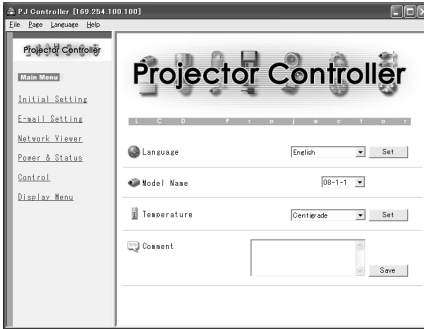 PJ Controller [169.254.100.100]
File Page Language Help
Projector Controller
Main Menu
Initial Setting
E-mail Setting
Network Viewer
Power & Status
Control
Display Menu
Projector Controller
L C D P r o j e c t o r
Language English Set
Model Name 08-1-1
Temperature Centigrade Set
Comment
Save